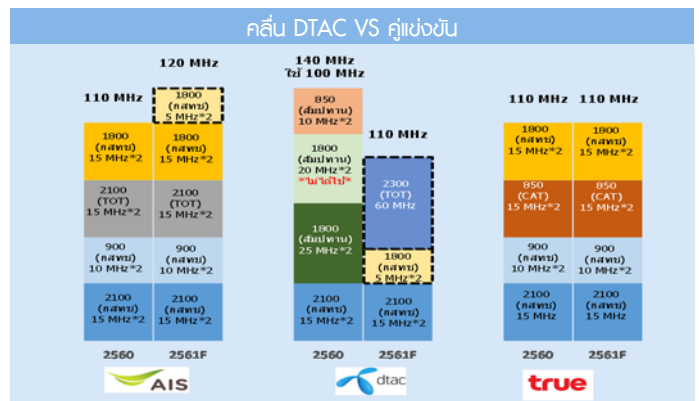 คลื่น DTAC VS คู่แข่งขัน
110 MHz
120 MHz
1800
(กสทช)
5 MHz*2
1800
(กสทช)
15 MHz*2
1800
(กสทช)
15 MHz*2
2100
(TOT)
15 MHz*2
2100
(TOT)
15 MHz*2
900
(กสทช)
10 MHz*2
900
(กสทช)
10 MHz*2
2100
(กสทช)
15 MHz*2
2100
(กสทช)
15 MHz*2
2560
2561F
AIS
140 MHz
ใช้ 100 MHz
850
(สัมปทาน)
10 MHz*2
1800
(สัมปทาน)
20 MHz*2
*ไม่ได้ใช้*
1800
(สัมปทาน)
25 MHz*2
2100
(กสทช)
15 MHz*2
110 MHz
2300
(TOT)
60 MHz
1800
(กสทช)
5 MHz*2
2100
(กสทช)
15 MHz*2
2560
2561F
dtac
110 MHz
110 MHz
1800
(กสทช)
15 MHz*2
1800
(กสทช)
15 MHz*2
850
(CAT)
15 MHz*2
850
(CAT)
15 MHz*2
900
(กสทช)
10 MHz*2
900
(กสทช)
10 MHz*2
2100
(กสทช)
15 MHz
2100
(กสทช)
15 MHz
2560
2561F
true